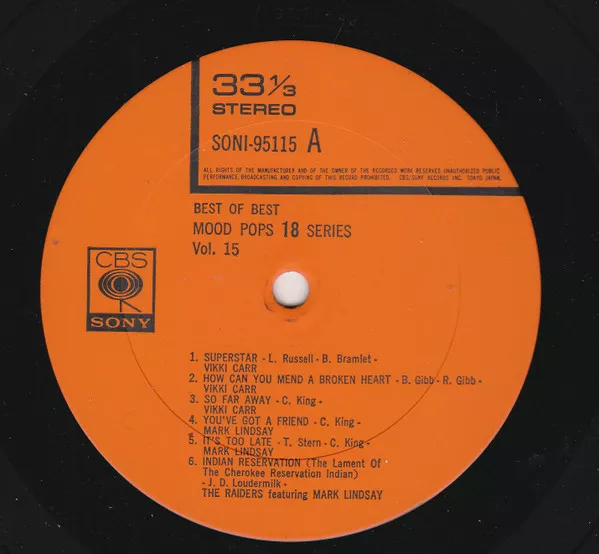 33 1/3
STEREO
SONI-95115 A
ALL RIGHTS OF THE MANUFACTURER AND OF THE OWNER OF THE RECORDED WORK RESERVED UNAUTHORIZED PUBLIC
PERFORMANCE, BROADCASTING AND COPYING OF THIS RECORD PROHIBITED. CBS/SONY RECORDS INC. TOKYO JAPAN.
BEST OF BEST
MOOD POPS 18 SERIES
Vol. 15
CBS
SONY
1. SUPERSTAR - L. Russell - B. Bramlet -
VIKKI CARR
2. HOW CAN YOU MEND A BROKEN HEART - B. Gibb - R. Gibb -
VIKKI CARR
3. SO FAR AWAY - C. King -
VIKKI CARR
4. YOU'VE GOT A FRIEND - C. King -
MARK LINDSAY
5. IT'S TOO LATE - T. Stern - C. King -
MARK LINDSAY
6. INDIAN RESERVATION (The Lament Of
The Cherokee Reservation Indian)
- J. D. Loudermilk -
THE RAIDERS featuring MARK LINDSAY